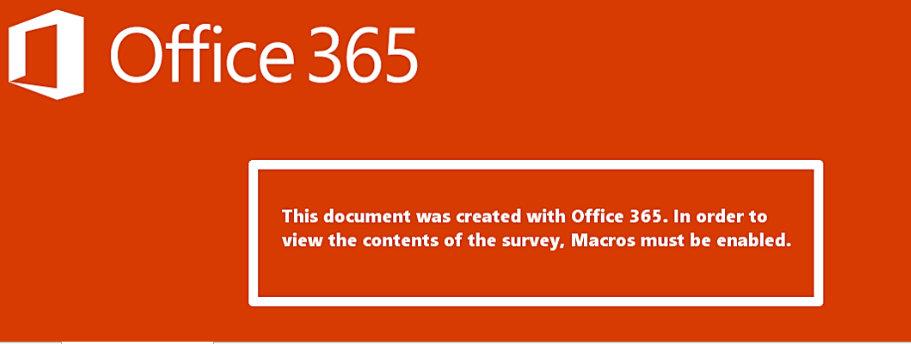 Office 365
This document was created with Office 365. In order to
view the contents of the survey, Macros must be enabled.